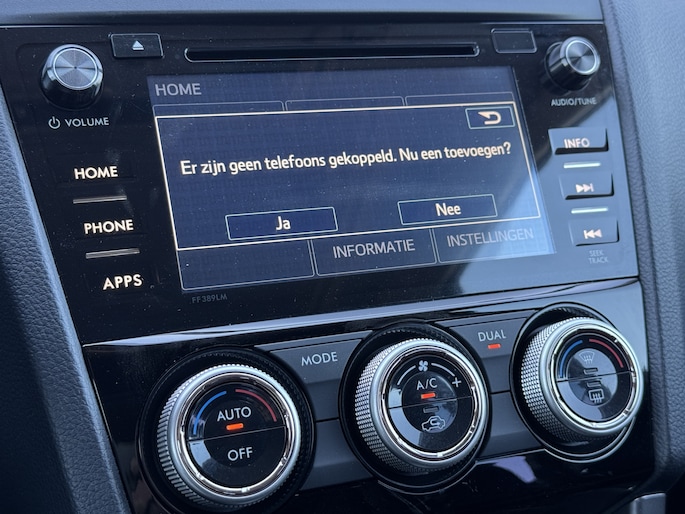 VOLUME
AUDIO/TUNE
HOME
HOME
PHONE
APPS
Er zijn geen telefoons gekoppeld. Nu een toevoegen?
Ja
Nee
INFORMATIE
INSTELLINGEN
INFO
SEEK
TRACK
FF389LM
MODE
DUAL
AUTO
OFF
A/C
+